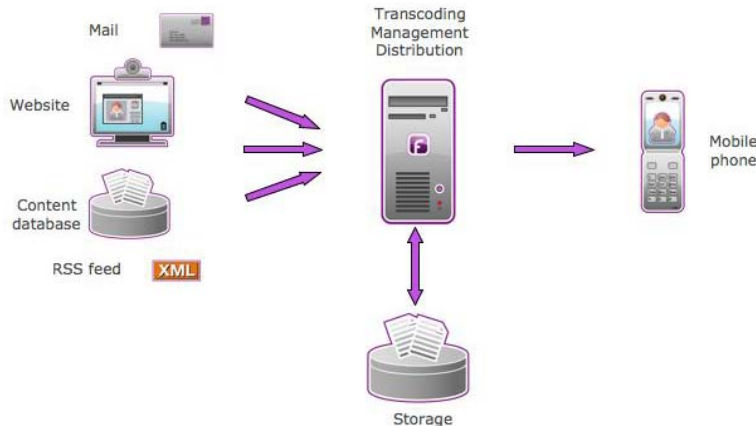 Mail
Transcoding
Management
Distribution
Website
Mobile
phone
Content
database
RSS feed
XML
Storage